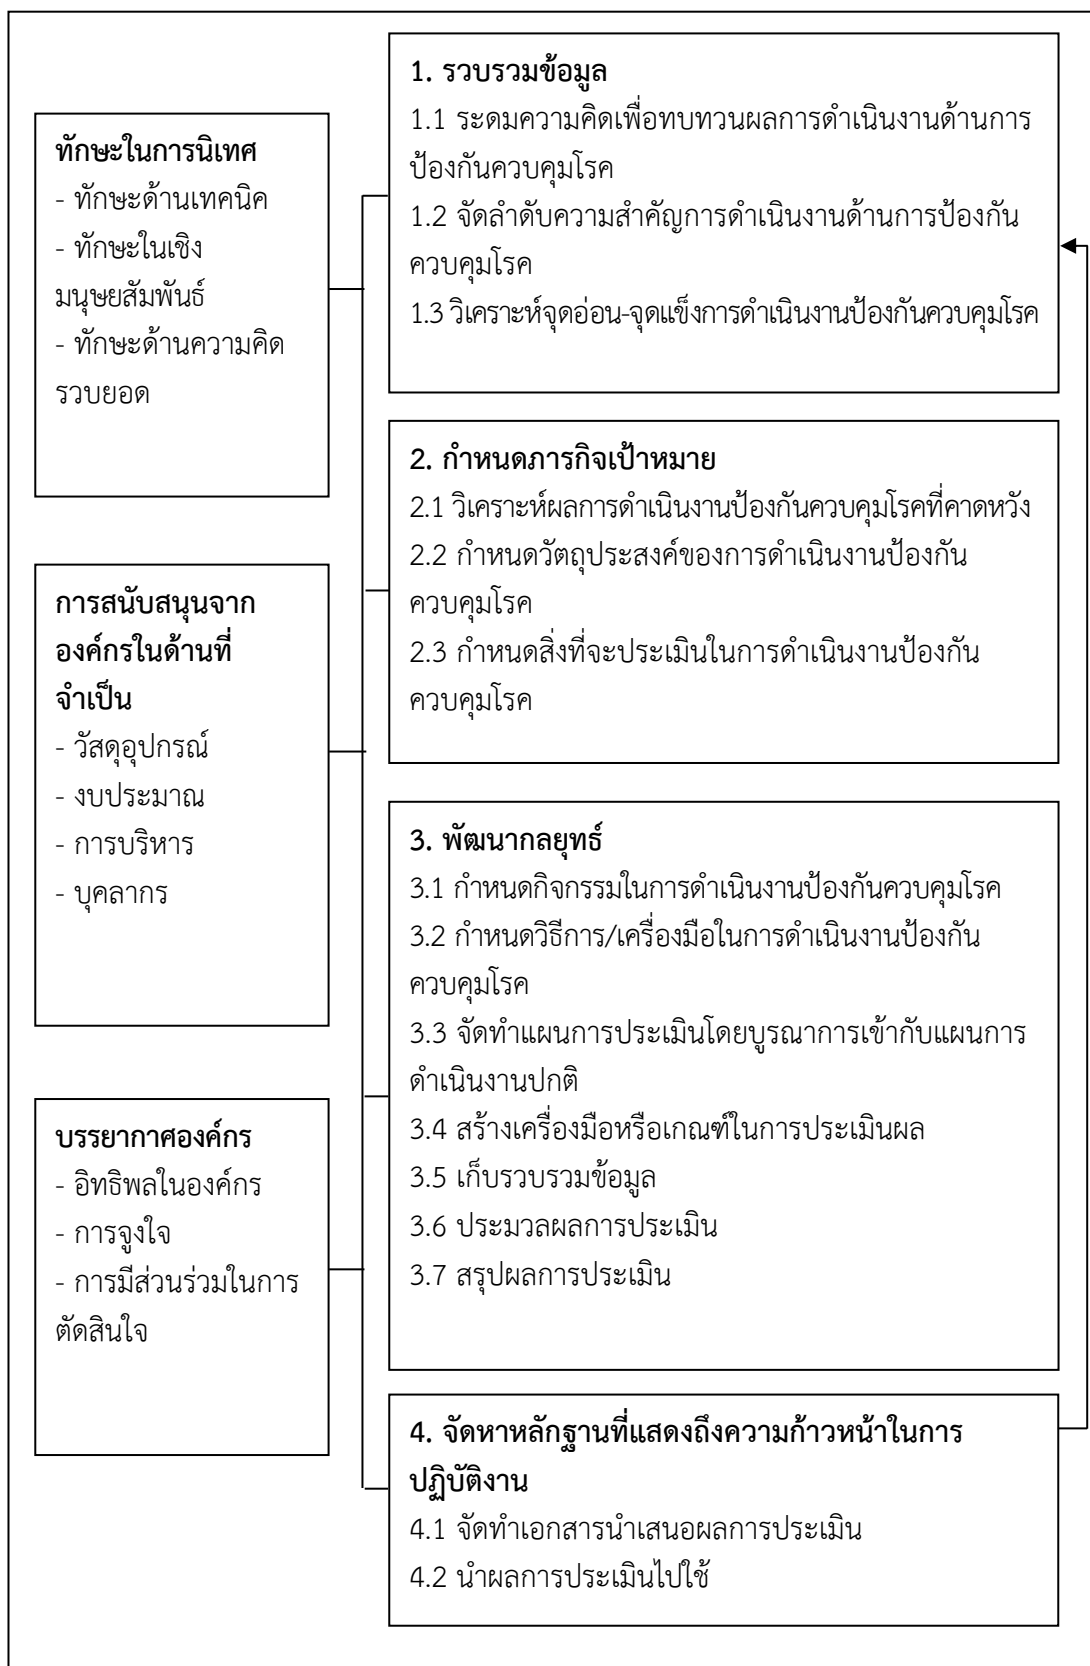 ทักษะในการนิเทศ
- ทักษะด้านเทคนิค
- ทักษะในเชิง
มนุษยสัมพันธ์
- ทักษะด้านความคิด
รวบยอด
การสนับสนุนจาก
องค์กรในด้านที่
จำเป็น
- วัสดุอุปกรณ์
- งบประมาณ
- การบริหาร
- บุคลากร
บรรยากาศองค์กร
- อิทธิพลในองค์กร
- การจูงใจ
- การมีส่วนร่วมในการ
ตัดสินใจ
1. รวบรวมข้อมูล
1.1 ระดมความคิดเพื่อทบทวนผลการดำเนินงานด้านการ
ป้องกันควบคุมโรค
1.2 จัดลำดับความสำคัญการดำเนินงานด้านการป้องกัน
ควบคุมโรค
1.3 วิเคราะห์จุดอ่อน-จุดแข็งการดำเนินงานป้องกันควบคุมโรค
2. กำหนดภารกิจเป้าหมาย
2.1 วิเคราะห์ผลการดำเนินงานป้องกันควบคุมโรคที่คาดหวัง
2.2 กำหนดวัตถุประสงค์ของการดำเนินงานป้องกัน
ควบคุมโรค
2.3 กำหนดสิ่งที่จะประเมินในการดำเนินงานป้องกัน
ควบคุมโรค
3. พัฒนากลยุทธ์
3.1 กำหนดกิจกรรมในการดำเนินงานป้องกันควบคุมโรค
3.2 กำหนดวิธีการ/เครื่องมือในการดำเนินงานป้องกัน
ควบคุมโรค
3.3 จัดทำแผนการประเมินโดยบูรณาการเข้ากับแผนการ
ดำเนินงานปกติ
3.4 สร้างเครื่องมือหรือเกณฑ์ในการประเมินผล
3.5 เก็บรวบรวมข้อมูล
3.6 ประมวลผลการประเมิน
3.7 สรุปผลการประเมิน
4. จัดหาหลักฐานที่แสดงถึงความก้าวหน้าในการ
ปฏิบัติงาน
4.1 จัดทำเอกสารนำเสนอผลการประเมิน
4.2 นำผลการประเมินไปใช้